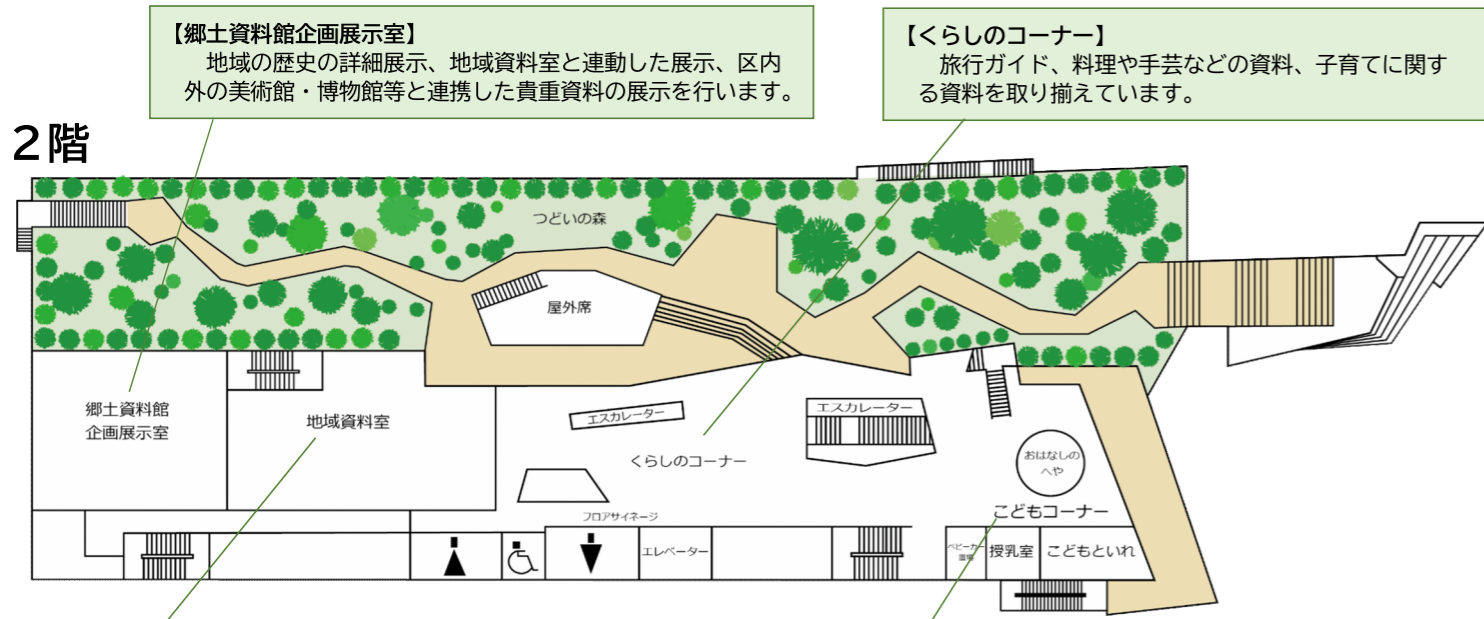 【郷土資料館企画展示室】
地域の歴史の詳細展示、地域資料室と連動した展示、区内
外の美術館・博物館等と連携した貴重資料の展示を行います。
【くらしのコーナー】
旅行ガイド、料理や手芸などの資料、子育てに関す
る資料を取り揃えています。
2階
つどいの森
屋外席
郷土資料館
企画展示室
地域資料室
エスカレーター
エスカレーター
くらしのコーナー
おはなしの
へや
こどもコーナー
フロアサイネージ
エレベーター
ベビーカー
置場
授乳室
こどもといれ